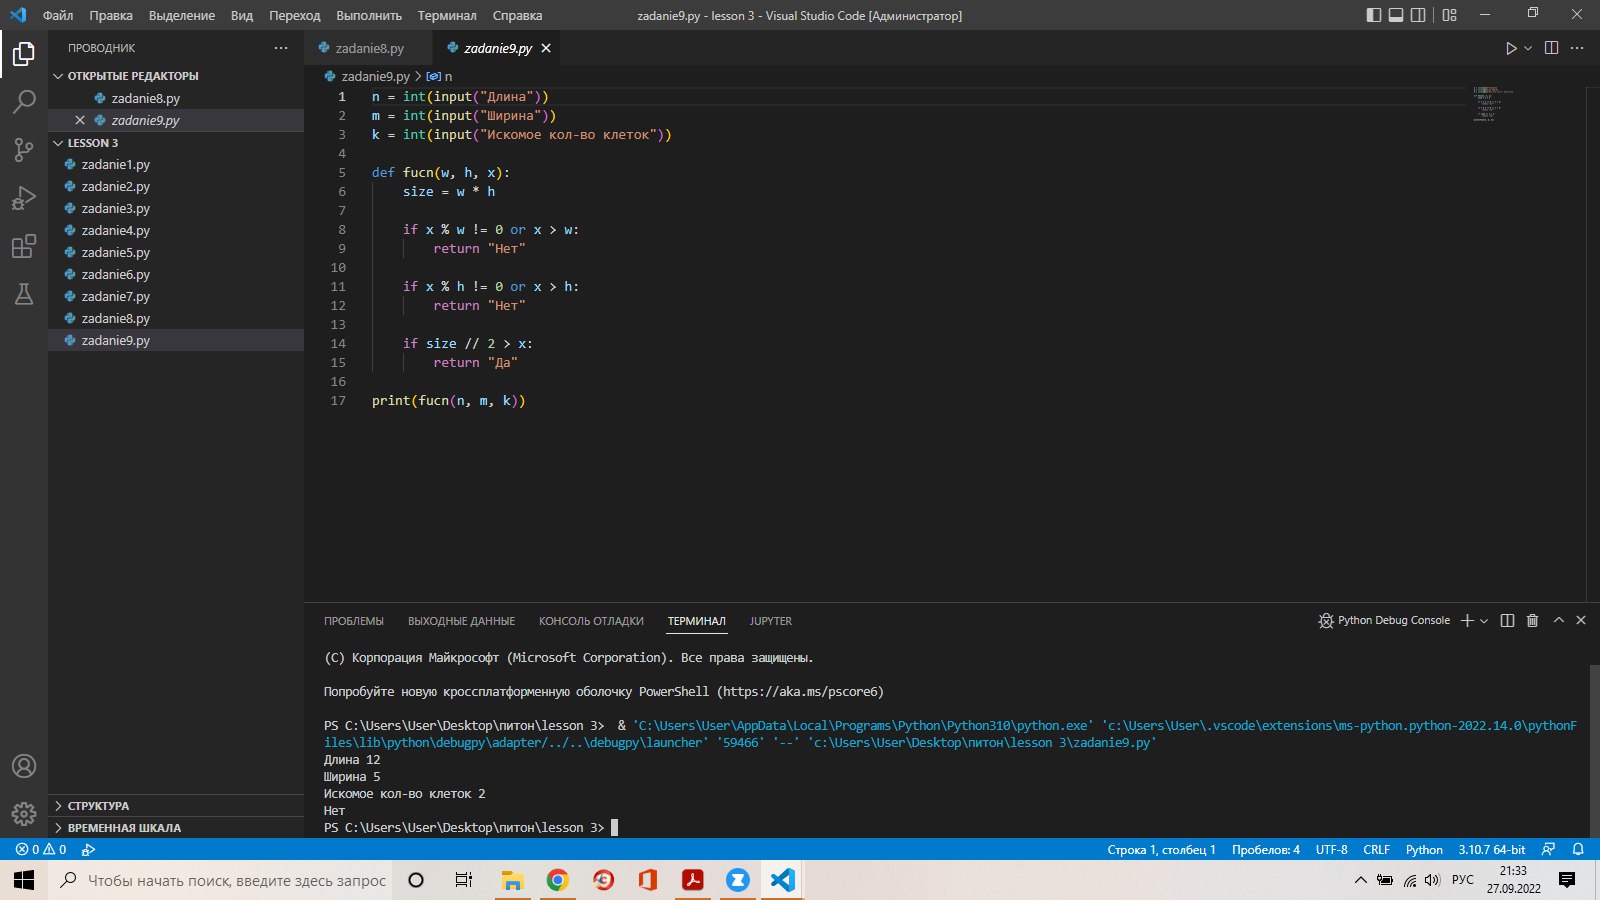 Файл Правка Выделение Вид Переход Выполнить Терминал Справка zadanie9.py - lesson 3 - Visual Studio Code [Администратор]
ПРОВОДНИК
ОТКРЫТЫЕ РЕДАКТОРЫ
zadanie8.py
zadanie9.py
LESSON 3
zadanie1.py
zadanie2.py
zadanie3.py
zadanie4.py
zadanie5.py
zadanie6.py
zadanie7.py
zadanie8.py
zadanie9.py
СТРУКТУРА
ВРЕМЕННАЯ ШКАЛА
zadanie8.py zadanie9.py
zadanie9.py > n
1 n = int(input("Длина"))
2 m = int(input("Ширина"))
3 k = int(input("Искомое кол-во клеток"))
4
5 def fucn(w, h, x):
6 size = w * h
7
8 if x % w != 0 or x > w:
9 return "Нет"
10
11 if x % h != 0 or x > h:
12 return "Нет"
13
14 if size // 2 > x:
15 return "Да"
16
17 print(fucn(n, m, k))
ПРОБЛЕМЫ ВЫХОДНЫЕ ДАННЫЕ КОНСОЛЬ ОТЛАДКИ ТЕРМИНАЛ JUPYTER Python Debug Console
(C) Корпорация Майкрософт (Microsoft Corporation). Все права защищены.
Попробуйте новую кроссплатформенную оболочку PowerShell (https://aka.ms/pscore6)
PS C:\Users\User\Desktop\питон\lesson 3> & 'C:\Users\User\AppData\Local\Programs\Python\Python310\python.exe' 'c:\Users\User\.vscode\extensions\ms-python.python-2022.14.0\pythonF
iles\lib\python\debugpy\adapter/../..\debugpy\launcher' '59466' '--' 'c:\Users\User\Desktop\питон\lesson 3\zadanie9.py'
Длина 12
Ширина 5
Искомое кол-во клеток 2
Нет
PS C:\Users\User\Desktop\питон\lesson 3>
0 0 Строка 1, столбец 1 Пробелов: 4 UTF-8 CRLF Python 3.10.7 64-bit
Чтобы начать поиск, введите здесь запрос РУС 21:33
27.09.2022